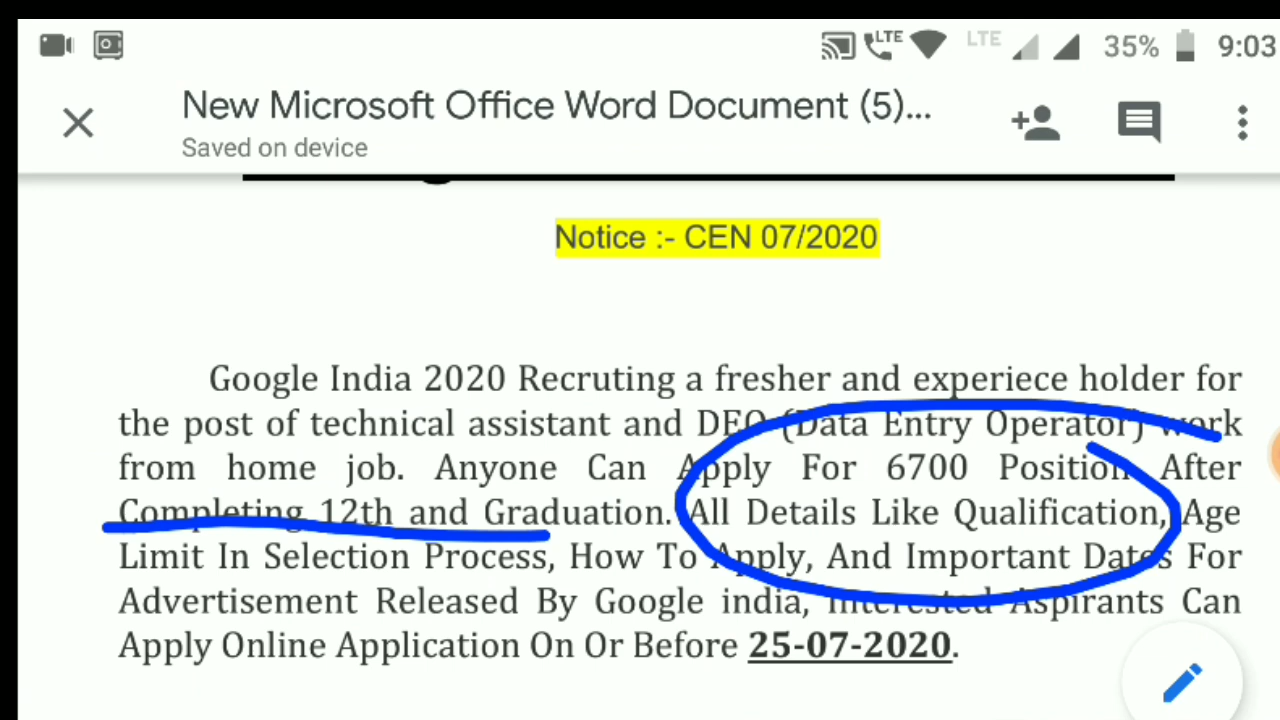 LTE LTE 35% 9:03
New Microsoft Office Word Document (5)...
Saved on device
Notice :- CEN 07/2020
Google India 2020 Recruting a fresher and experiece holder for
the post of technical assistant and DEO (Data Entry Operator) work
from home job. Anyone Can Apply For 6700 Position After
Completing 12th and Graduation. All Details Like Qualification, Age
Limit In Selection Process, How To Apply, And Important Dates For
Advertisement Released By Google india, Interested Aspirants Can
Apply Online Application On Or Before 25-07-2020.